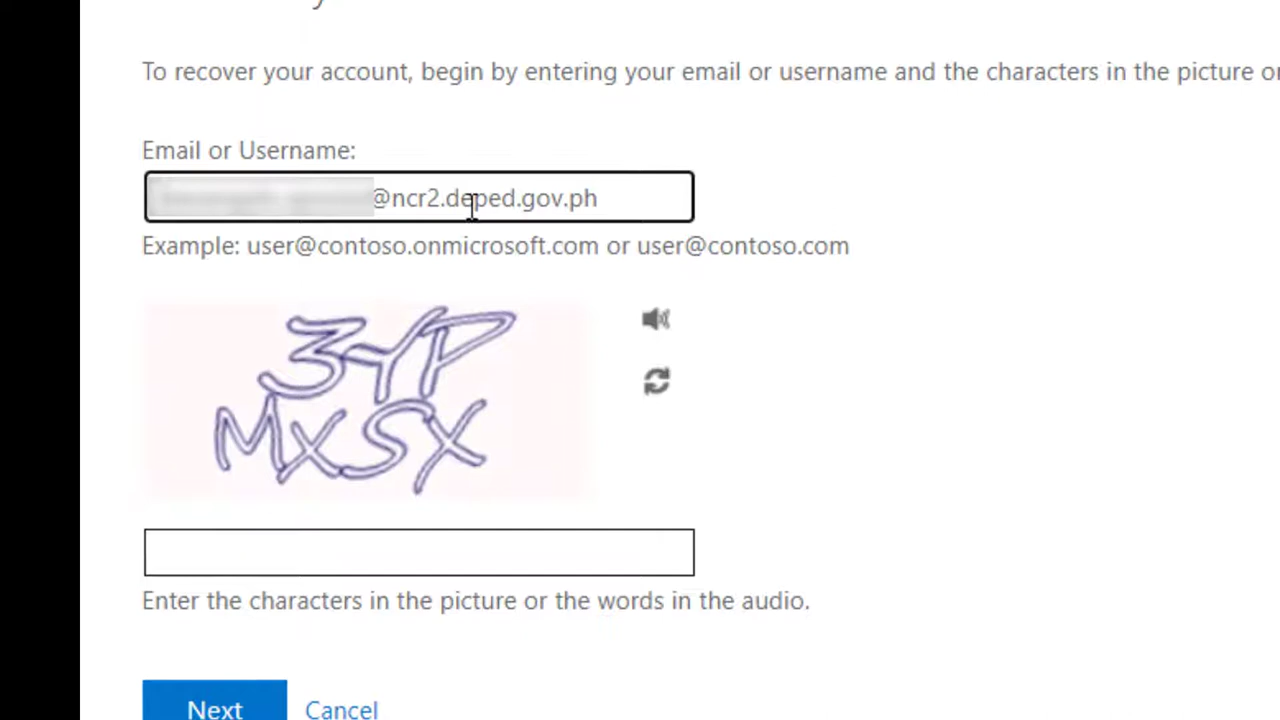 To recover your account, begin by entering your email or username and the characters in the picture or
Email or Username:
@ncr2.deped.gov.ph
Example: user@contoso.onmicrosoft.com or user@contoso.com
3YP
MXSX
Enter the characters in the picture or the words in the audio.
Next Cancel